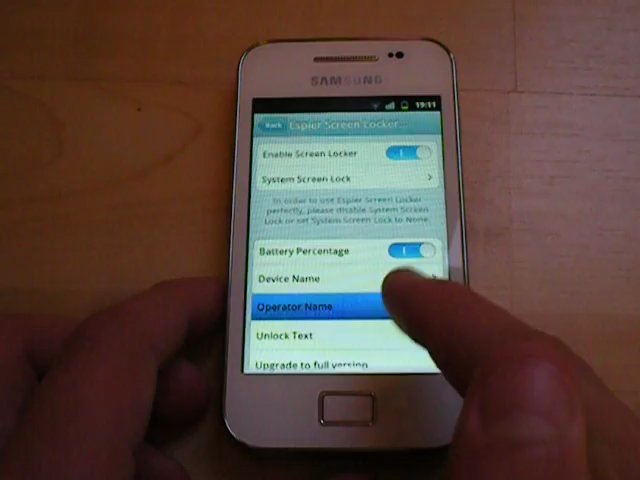 SAMSUNG
19:11
Back Espier Screen Locker...
Enable Screen Locker
System Screen Lock
In order to use Espier Screen Locker
perfectly, please disable System Screen
Lock or set System Screen Lock to None.
Battery Percentage
Device Name
Operator Name
Unlock Text
Upgrade to full version